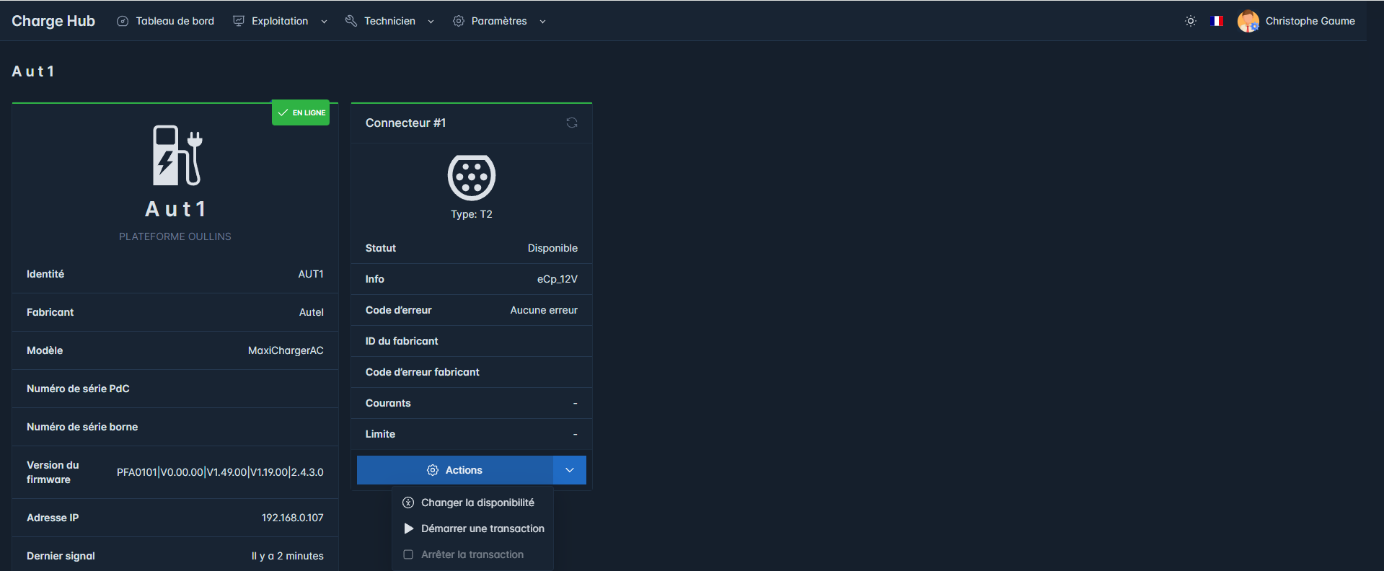 Charge Hub Tableau de bord Exploitation Technicien Paramètres Christophe Gaume
Aut1
EN LIGNE
Aut1
PLATEFORME OULLINS
Identité AUT1
Fabricant Autel
Modèle MaxiChargerAC
Numéro de série PdC
Numéro de série borne
Version du
firmware PFA0101|V0.00.00|V1.49.00|V1.19.00|2.4.3.0
Adresse IP 192.168.0.107
Dernier signal Il y a 2 minutes
Connecteur #1
Type: T2
Statut Disponible
Info eCp_12V
Code d'erreur Aucune erreur
ID du fabricant
Code d'erreur fabricant
Courants -
Limite -
Actions
Changer la disponibilité
Démarrer une transaction
Arrêter la transaction